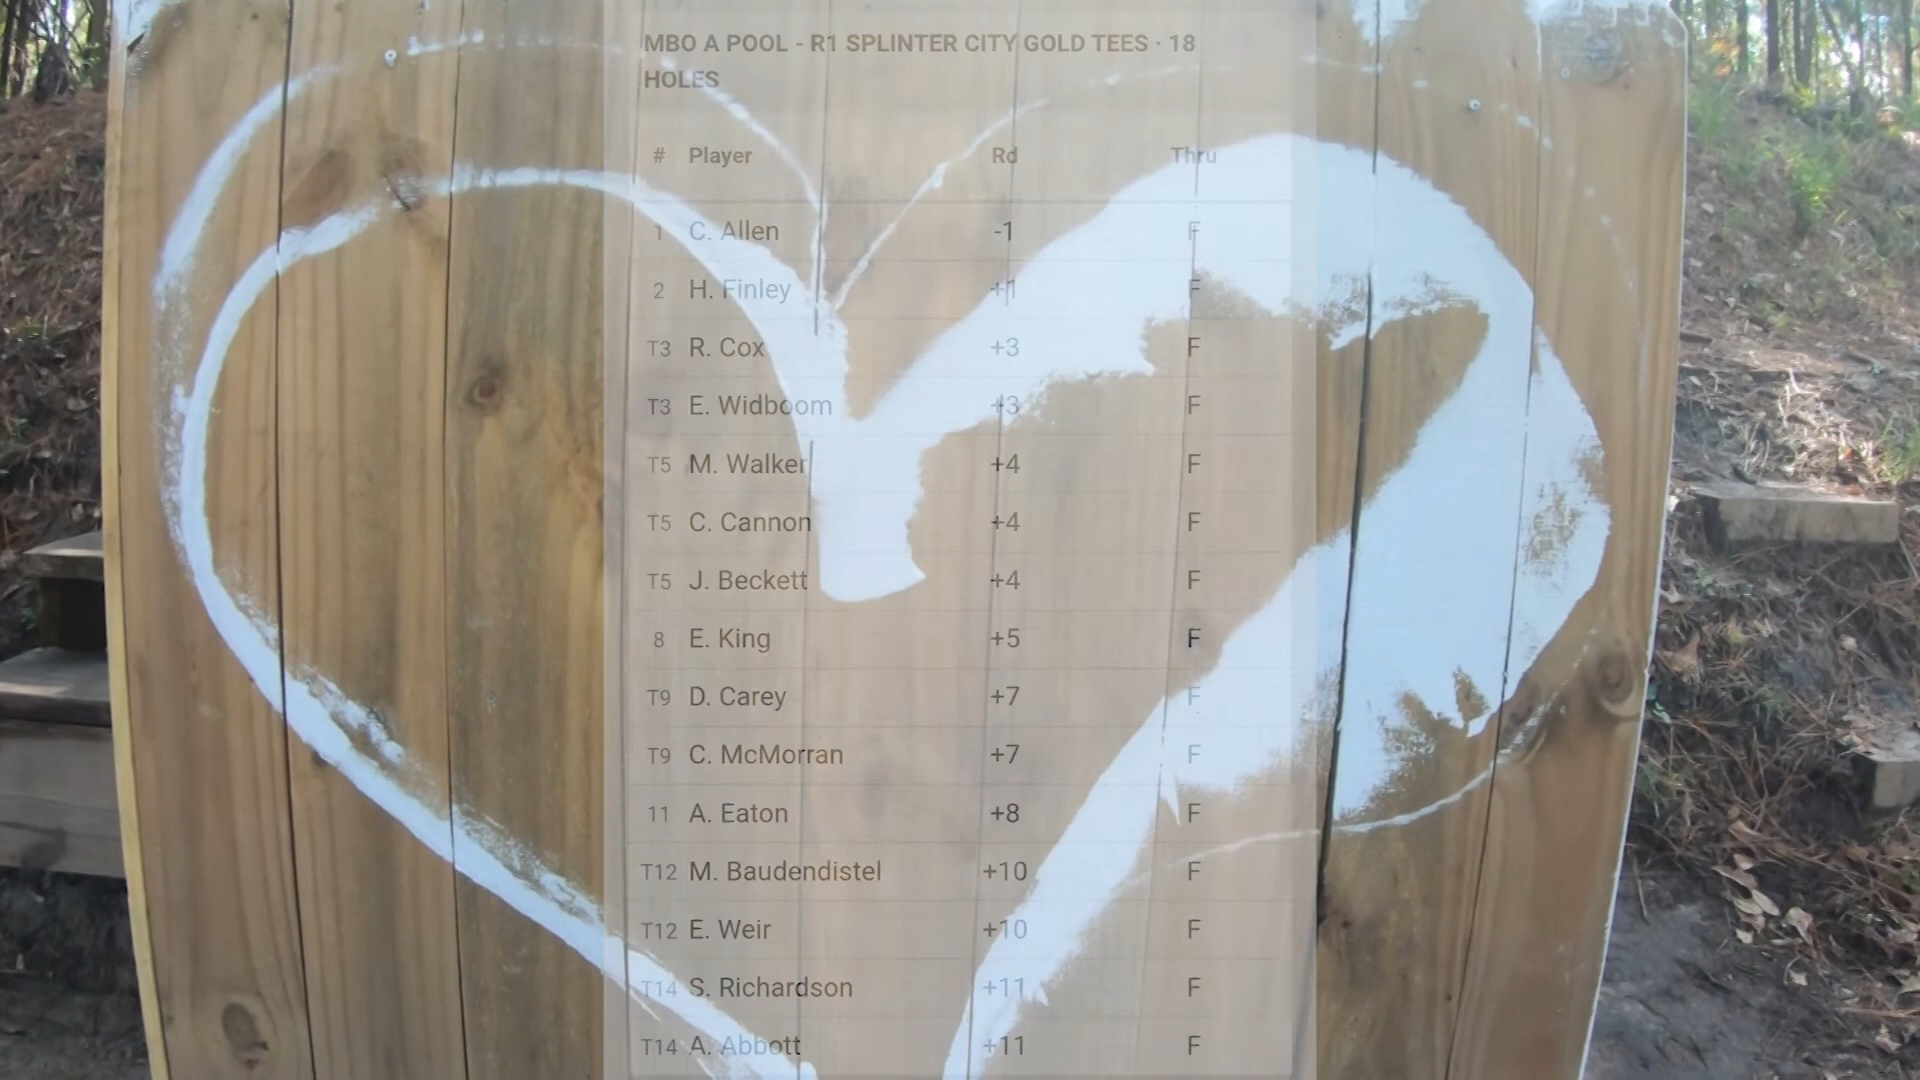 MBO A POOL - R1 SPLINTER CITY GOLD TEES · 18
HOLES
# Player Rd Thru
1 C. Allen -1 F
2 H. Finley +1 F
T3 R. Cox +3 F
T3 E. Widboom +3 F
T5 M. Walker +4 F
T5 C. Cannon +4 F
T5 J. Beckett +4 F
8 E. King +5 F
T9 D. Carey +7 F
T9 C. McMorran +7 F
11 A. Eaton +8 F
T12 M. Baudendistel +10 F
T12 E. Weir +10 F
T14 S. Richardson +11 F
T14 A. Abbott +11 F